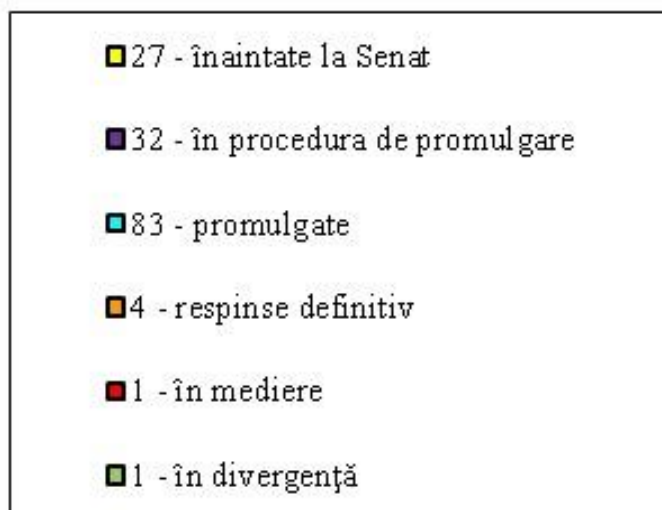 27 - înaintate la Senat
32 - în procedura de promulgare
83 - promulgate
4 - respinse definitiv
1 - în mediere
1 - în divergenţă